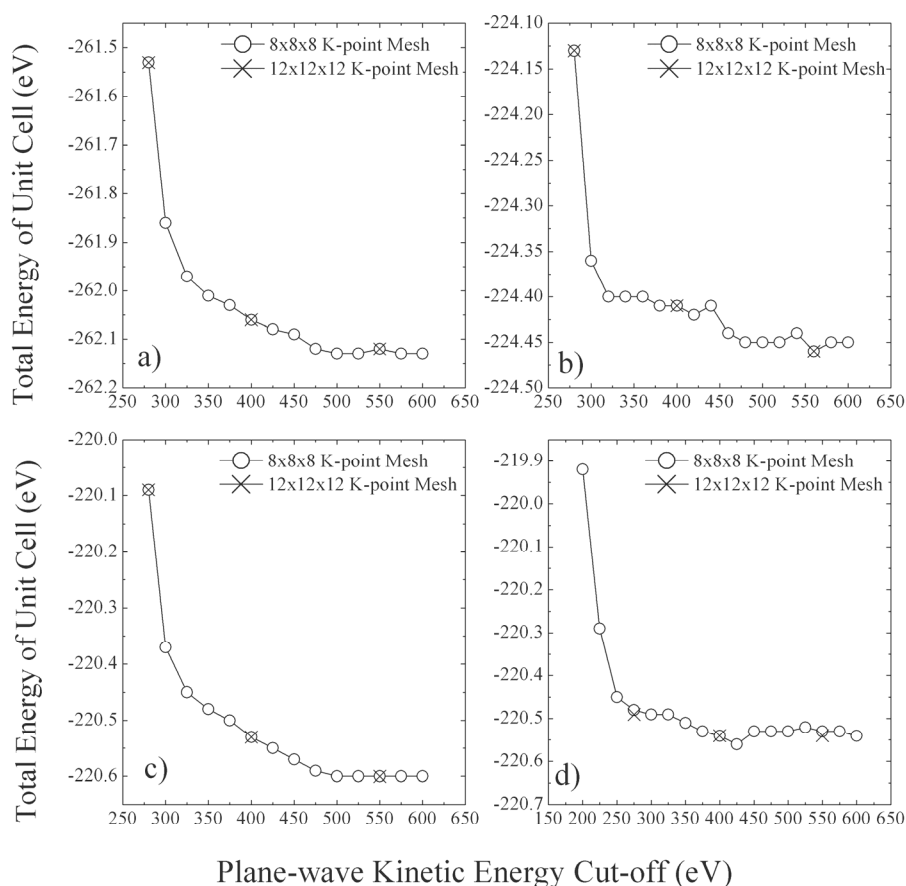 Total Energy of Unit Cell (eV)
-261.5
-261.6
-261.7
-261.8
-261.9
-262.0
-262.1
-262.2
8x8x8 K-point Mesh
12x12x12 K-point Mesh
a)
250 300 350 400 450 500 550 600 650
-224.10
-224.15
-224.20
-224.25
-224.30
-224.35
-224.40
-224.45
-224.50
8x8x8 K-point Mesh
12x12x12 K-point Mesh
b)
250 300 350 400 450 500 550 600 650
Total Energy of Unit Cell (eV)
-220.0
-220.1
-220.2
-220.3
-220.4
-220.5
-220.6
8x8x8 K-point Mesh
12x12x12 K-point Mesh
c)
250 300 350 400 450 500 550 600 650
-219.9
-220.0
-220.1
-220.2
-220.3
-220.4
-220.5
-220.6
-220.7
8x8x8 K-point Mesh
12x12x12 K-point Mesh
d)
150 200 250 300 350 400 450 500 550 600 650
Plane-wave Kinetic Energy Cut-off (eV)